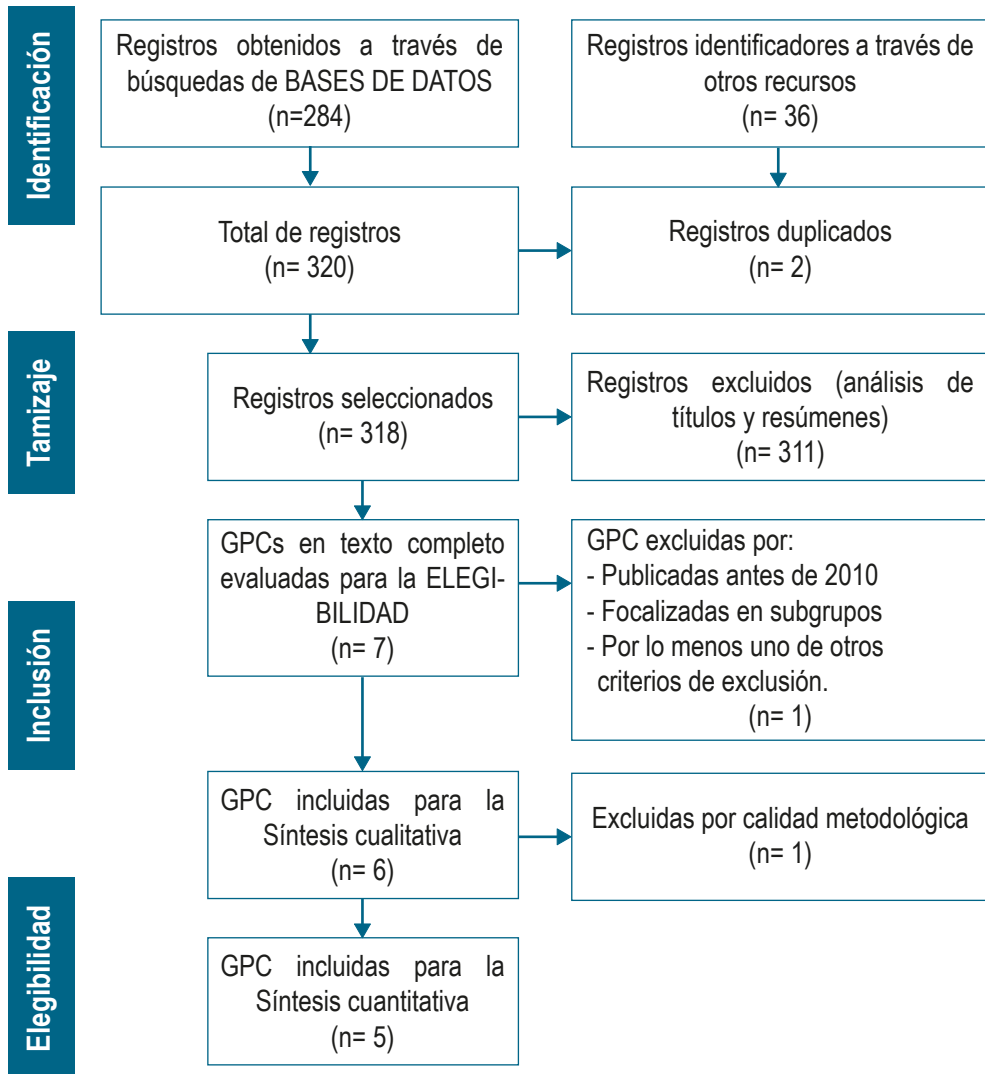 Identificación
Registros obtenidos a través de
búsquedas de BASES DE DATOS
(n=284)
Registros identificadores a través de
otros recursos
(n= 36)
Total de registros
(n= 320)
Registros duplicados
(n= 2)
Tamizaje
Registros seleccionados
(n= 318)
Registros excluidos (análisis de
títulos y resúmenes)
(n= 311)
Inclusión
GPCs en texto completo
evaluadas para la ELEGI-
BILIDAD
(n= 7)
GPC excluidas por:
- Publicadas antes de 2010
- Focalizadas en subgrupos
- Por lo menos uno de otros
criterios de exclusión.
(n= 1)
GPC incluidas para la
Síntesis cualitativa
(n= 6)
Excluidas por calidad metodológica
(n= 1)
Elegibilidad
GPC incluidas para la
Síntesis cuantitativa
(n= 5)